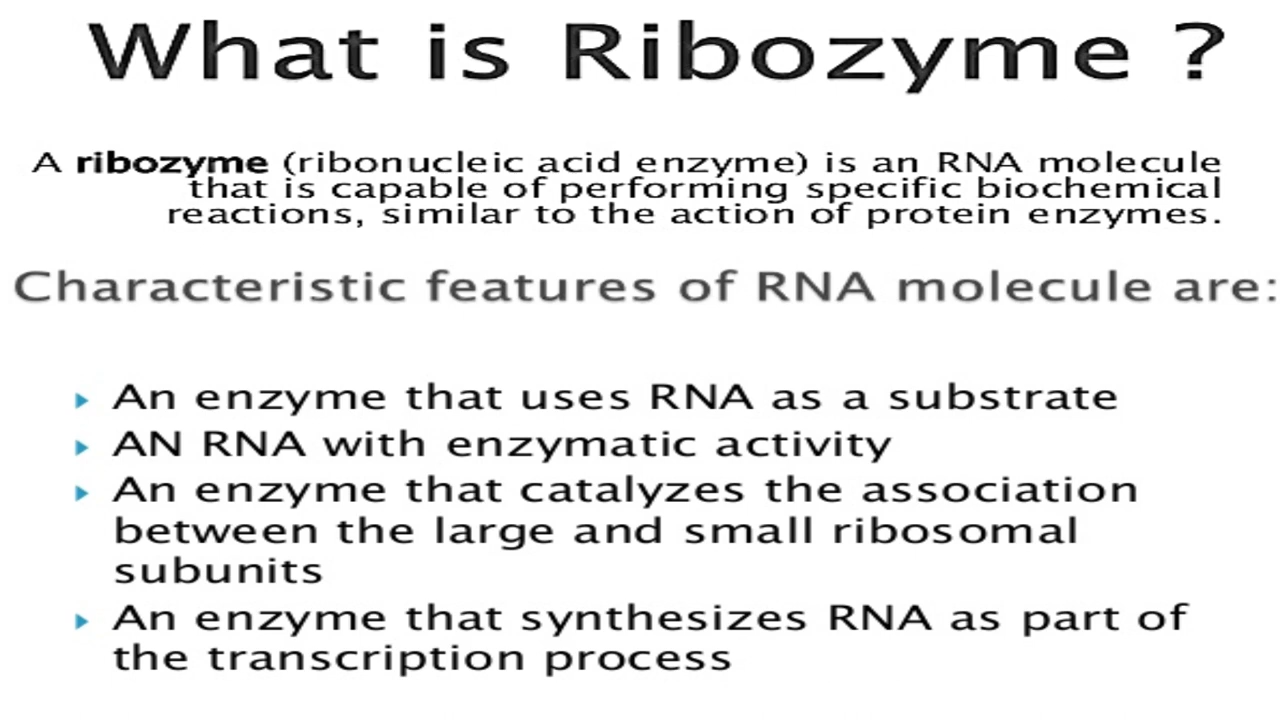 What is Ribozyme ?
A ribozyme (ribonucleic acid enzyme) is an RNA molecule
that is capable of performing specific biochemical
reactions, similar to the action of protein enzymes.
Characteristic features of RNA molecule are:
An enzyme that uses RNA as a substrate
AN RNA with enzymatic activity
An enzyme that catalyzes the association
between the large and small ribosomal
subunits
An enzyme that synthesizes RNA as part of
the transcription process